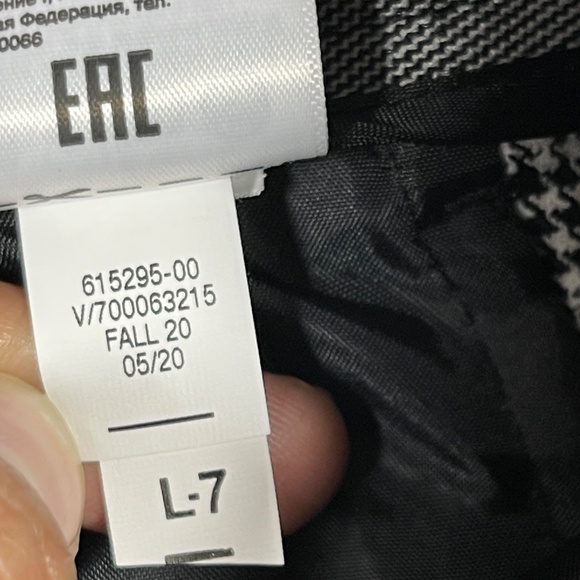 ая Федерация, тел.
0066
EAC
615295-00
V/700063215
FALL 20
05/20
L-7